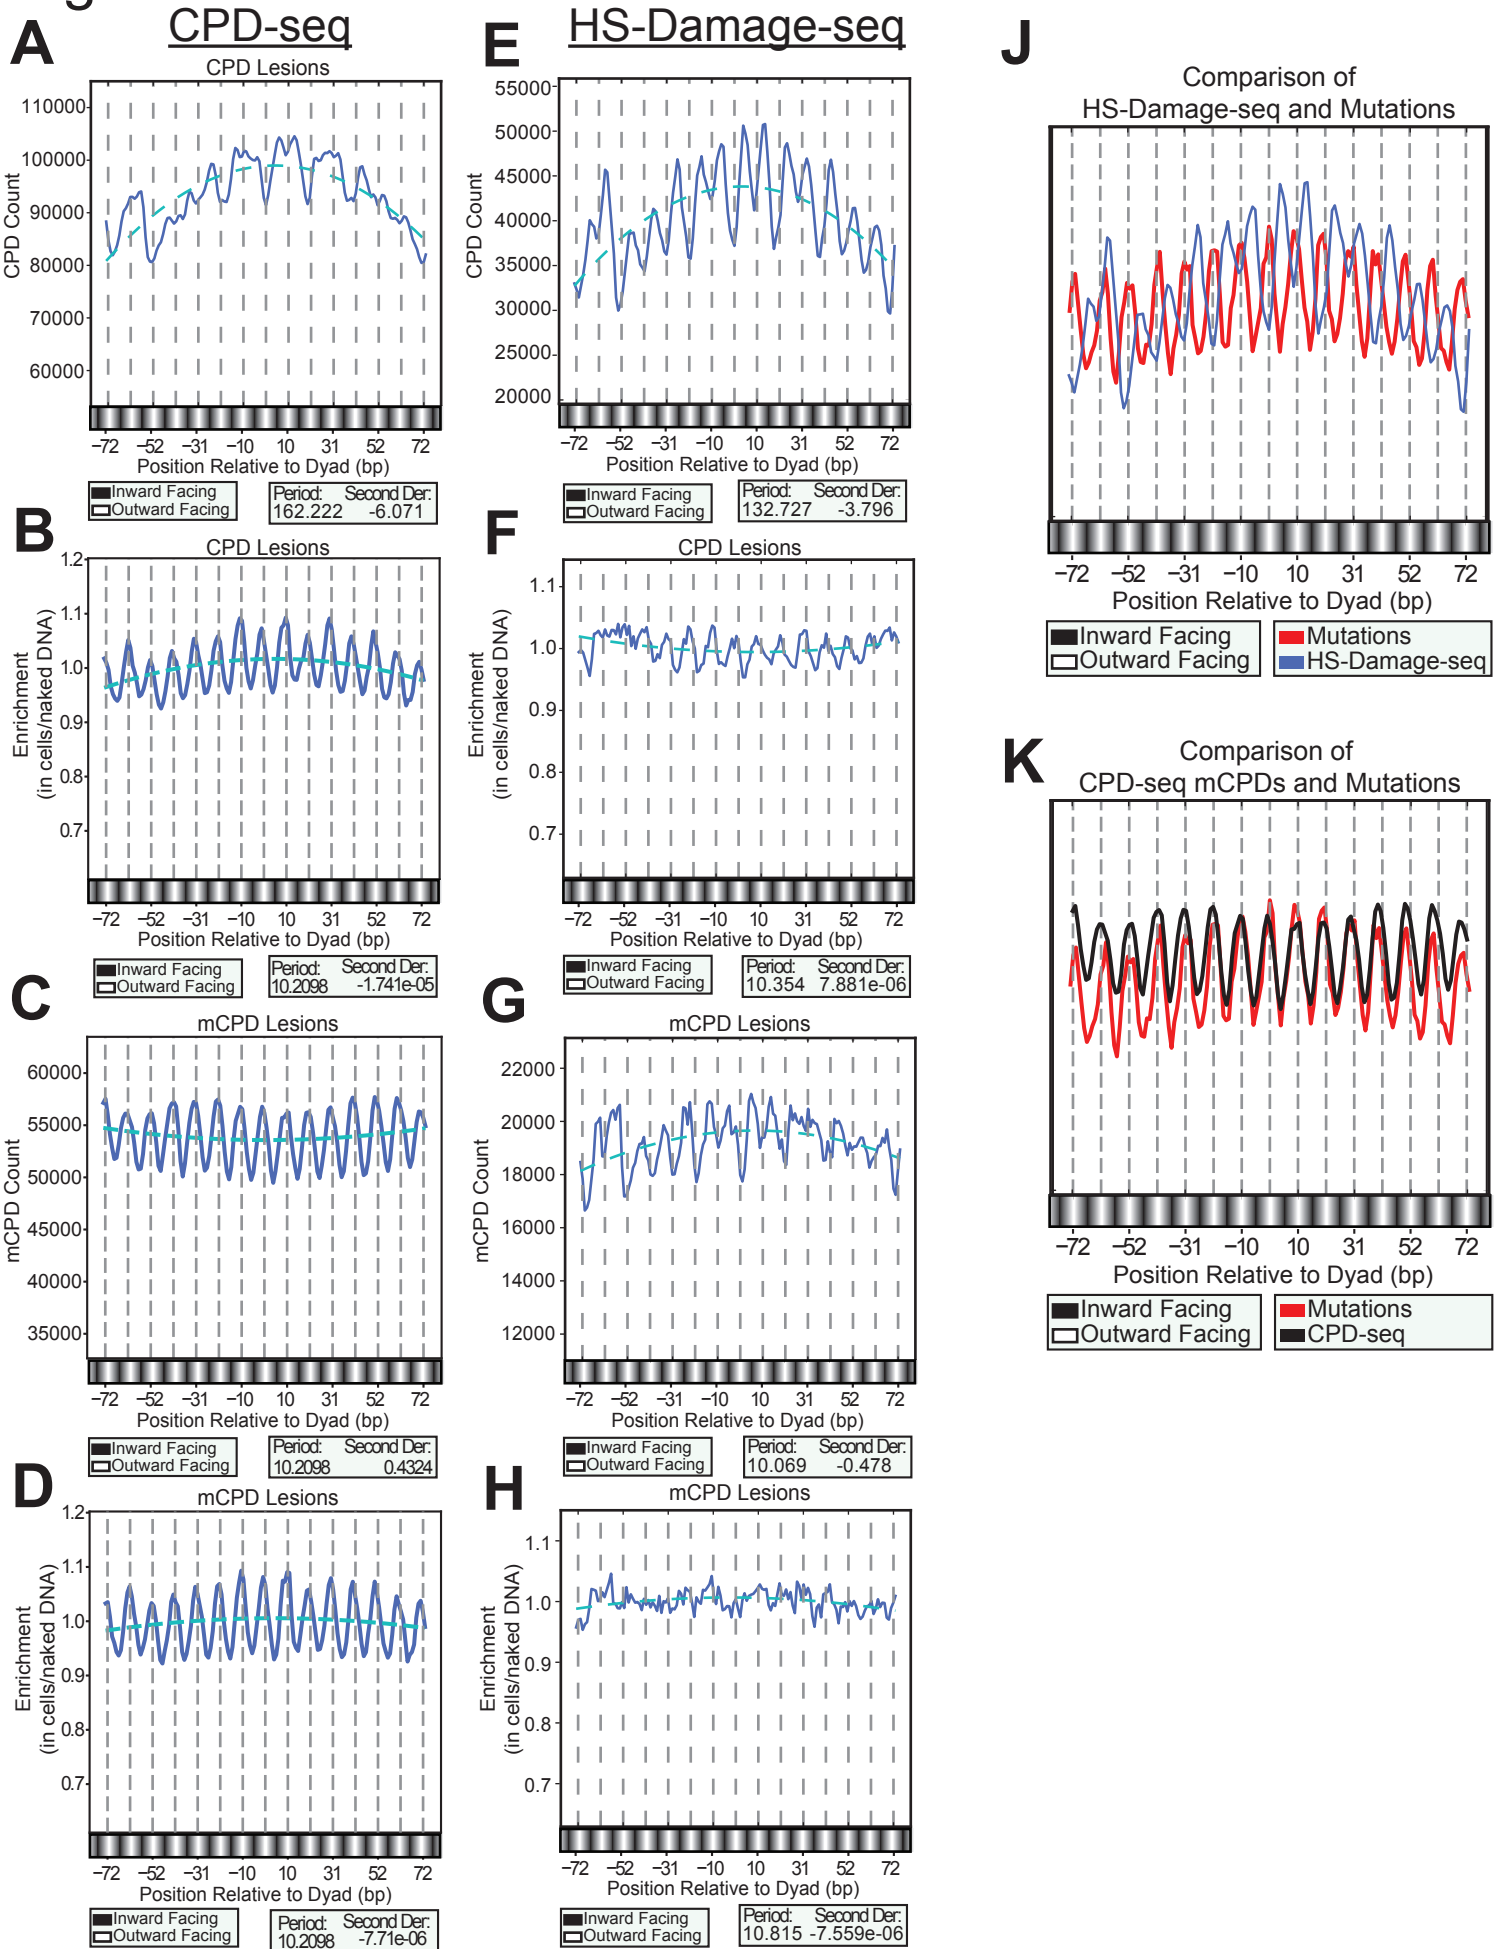 A
CPD-seq
CPD Lesions
CPD Count
110000
100000
90000
80000
70000
60000
−72 −52 −31 −10 10 31 52 72
Position Relative to Dyad (bp)
Inward Facing
Outward Facing
Period: Second Der:
162.222 -6.071
B
CPD Lesions
Enrichment
(in cells/naked DNA)
1.2
1.1
1.0
0.9
0.8
0.7
−72 −52 −31 −10 10 31 52 72
Position Relative to Dyad (bp)
Inward Facing
Outward Facing
Period: Second Der:
10.2098 -1.741e-05
C
mCPD Lesions
mCPD Count
60000
55000
50000
45000
40000
35000
−72 −52 −31 −10 10 31 52 72
Position Relative to Dyad (bp)
Inward Facing
Outward Facing
Period: Second Der:
10.2098 0.4324
D
mCPD Lesions
Enrichment
(in cells/naked DNA)
1.2
1.1
1.0
0.9
0.8
0.7
−72 −52 −31 −10 10 31 52 72
Position Relative to Dyad (bp)
Inward Facing
Outward Facing
Period: Second Der:
10.2098 -7.71e-06
E
HS-Damage-seq
CPD Count
55000
50000
45000
40000
35000
30000
25000
20000
−72 −52 −31 −10 10 31 52 72
Position Relative to Dyad (bp)
Inward Facing
Outward Facing
Period: Second Der:
132.727 -3.796
F
CPD Lesions
Enrichment
(in cells/naked DNA)
1.1
1.0
0.9
0.8
0.7
−72 −52 −31 −10 10 31 52 72
Position Relative to Dyad (bp)
Inward Facing
Outward Facing
Period: Second Der:
10.354 7.881e-06
G
mCPD Lesions
mCPD Count
22000
20000
18000
16000
14000
12000
−72 −52 −31 −10 10 31 52 72
Position Relative to Dyad (bp)
Inward Facing
Outward Facing
Period: Second Der:
10.069 -0.478
H
mCPD Lesions
Enrichment
(in cells/naked DNA)
1.1
1.0
0.9
0.8
0.7
−72 −52 −31 −10 10 31 52 72
Position Relative to Dyad (bp)
Inward Facing
Outward Facing
Period: Second Der:
10.815 -7.559e-06
J
Comparison of
HS-Damage-seq and Mutations
−72 −52 −31 −10 10 31 52 72
Position Relative to Dyad (bp)
Inward Facing
Outward Facing
Mutations
HS-Damage-seq
K
Comparison of
CPD-seq mCPDs and Mutations
−72 −52 −31 −10 10 31 52 72
Position Relative to Dyad (bp)
Inward Facing
Outward Facing
Mutations
CPD-seq